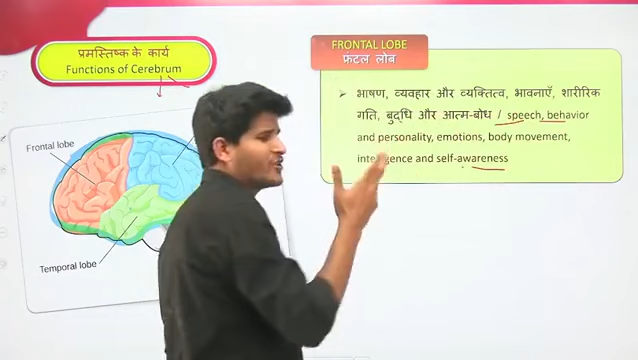 प्रमस्तिष्क के कार्य
Functions of Cerebrum
Frontal lobe
Temporal lobe
FRONTAL LOBE
फ्रंटल लोब
भाषण, व्यवहार और व्यक्तित्व, भावनाएँ, शारीरिक
गति, बुद्धि और आत्म-बोध / speech, behavior
and personality, emotions, body movement,
intelligence and self-awareness